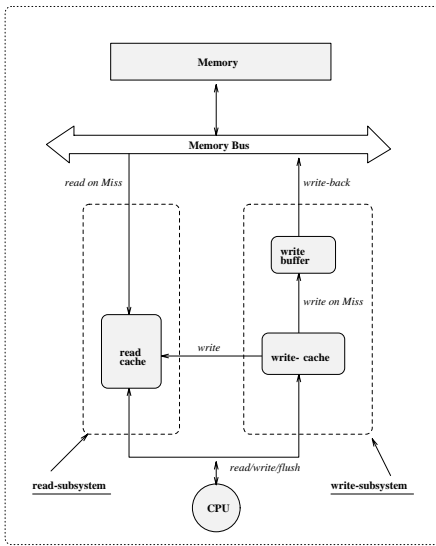 Memory
Memory Bus
read on Miss
write-back
write
buffer
write on Miss
read
cache
write
write- cache
read/write/flush
read-subsystem
write-subsystem
CPU